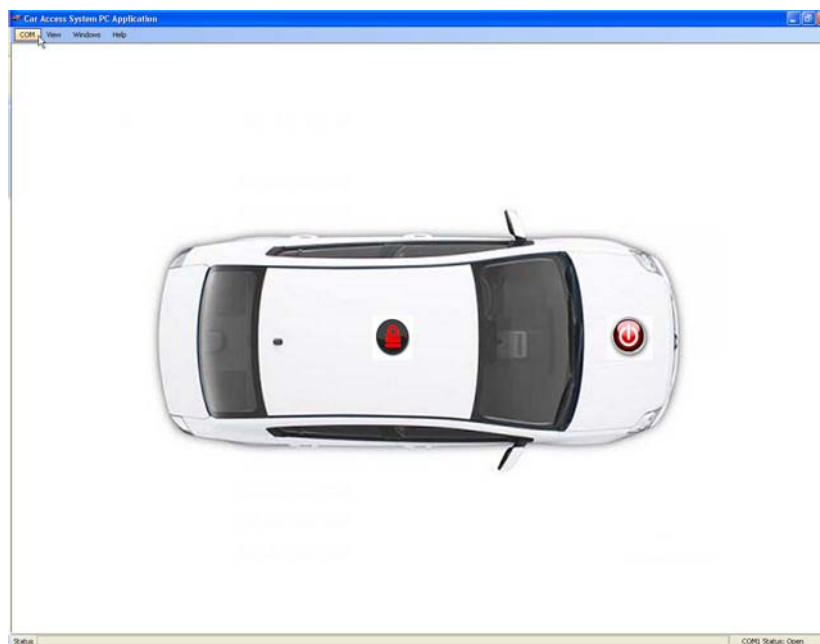 Car Access System PC Application
COM View Windows Help
Status COM1 Status: Open